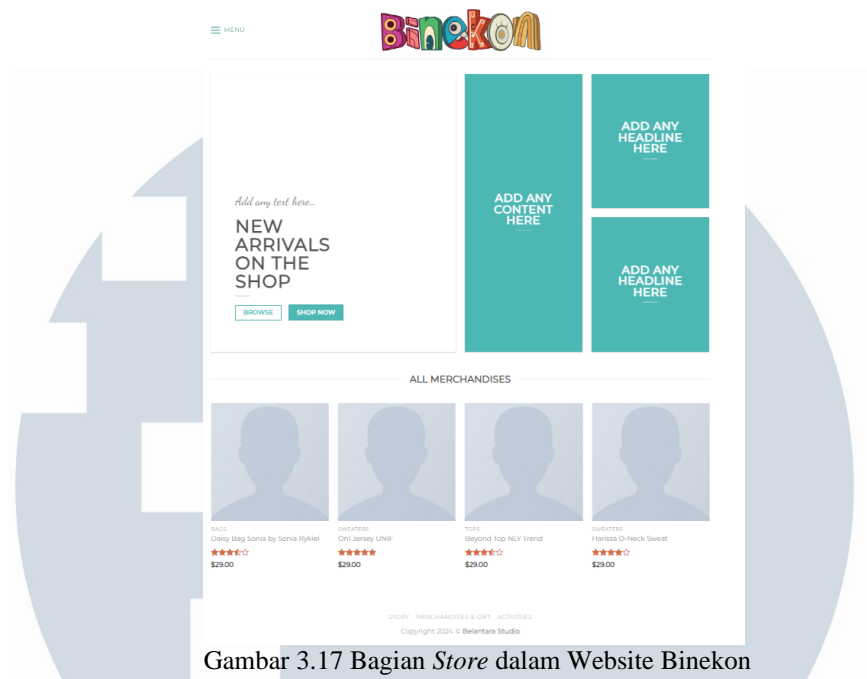 MENU
Binekon
Add any text here...
NEW
ARRIVALS
ON THE
SHOP
BROWSE
SHOP NOW
ADD ANY
CONTENT
HERE
ADD ANY
HEADLINE
HERE
ADD ANY
HEADLINE
HERE
ALL MERCHANDISES
BAGS
Daisy Bag Sonia by Sonia Rykiel
$29.00
SWEATERS
On1 Jersey UNIF
$29.00
TOPS
Beyond Top NLY Trend
$29.00
SWEATERS
Harissa O-Neck Sweat
$29.00
STORY MERCHANDISES & GIFT ACTIVITIES
Copyright 2024 © Belantara Studio
Gambar 3.17 Bagian Store dalam Website Binekon